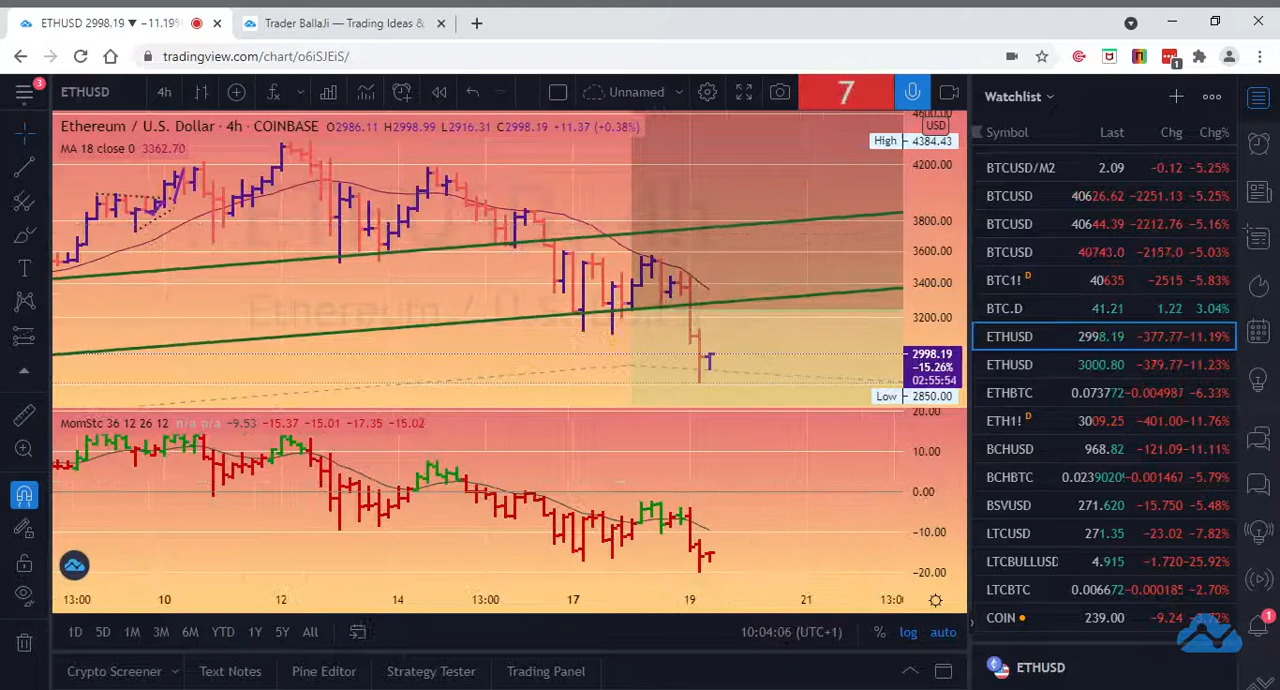 ETHUSD 2998.19 ▼ −11.19%
Trader BallaJi — Trading Ideas &
tradingview.com/chart/o6iSJEiS/
1
3
ETHUSD 4h Unnamed 7
Watchlist
Ethereum / U.S. Dollar · 4h · COINBASE O2986.11 H2998.99 L2916.31 C2998.19 +11.37 (+0.38%)
MA 18 close 0 3362.70
4600.00
USD
High 4384.43
4200.00
3800.00
3600.00
3400.00
3200.00
2998.19
−15.26%
02:55:54
Low 2850.00
MomStc 36 12 26 12 n/a n/a −9.53 −15.37 −15.01 −17.35 −15.02
20.00
10.00
0.00
−10.00
−20.00
13:00 10 12 14 13:00 17 19 21 13:00
1D 5D 1M 3M 6M YTD 1Y 5Y All
10:04:06 (UTC+1) % log auto
Crypto Screener Text Notes Pine Editor Strategy Tester Trading Panel
Symbol Last Chg Chg%
BTCUSD/M2 2.09 −0.12 −5.25%
BTCUSD 40626.62 −2251.13 −5.25%
BTCUSD 40644.39 −2212.76 −5.16%
BTCUSD 40743.0 −2157.0 −5.03%
BTC1! D 40635 −2515 −5.83%
BTC.D 41.21 1.22 3.04%
ETHUSD 2998.19 −377.77 −11.19%
ETHUSD 3000.80 −379.77 −11.23%
ETHBTC 0.073772 −0.004987 −6.33%
ETH1! D 3009.25 −401.00 −11.76%
BCHUSD 968.82 −121.09 −11.11%
BCHBTC 0.0239020 −0.001467 −5.79%
BSVUSD 271.620 −15.750 −5.48%
LTCUSD 271.35 −23.02 −7.82%
LTCBULLUSD 4.915 −1.720 −25.92%
LTCBTC 0.006672 −0.000185 −2.70%
COIN 239.00 −9.24 −3.72%
1
ETHUSD